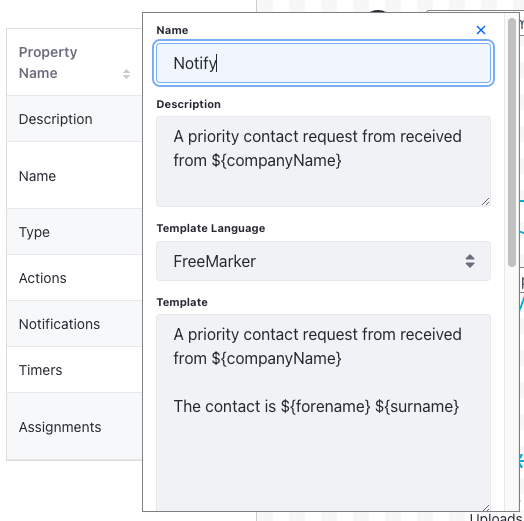 Property
Name
Description
Name
Type
Actions
Notifications
Timers
Assignments
Name
Notify
Description
A priority contact request from received
from ${companyName}
Template Language
FreeMarker
Template
A priority contact request from received
from ${companyName}
The contact is ${forename} ${surname}
Uploads